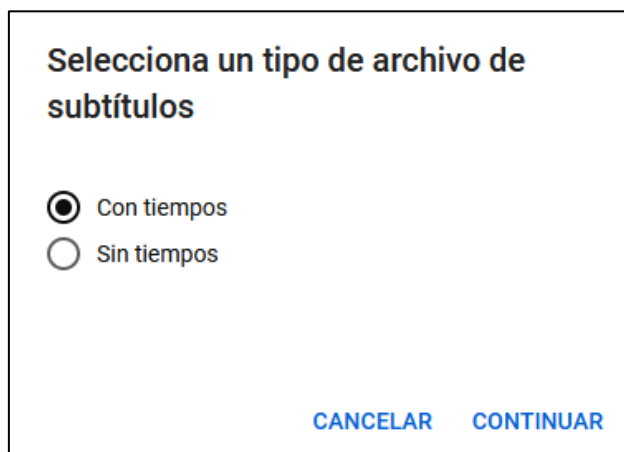 Selecciona un tipo de archivo de
subtítulos
Con tiempos
Sin tiempos
CANCELAR CONTINUAR